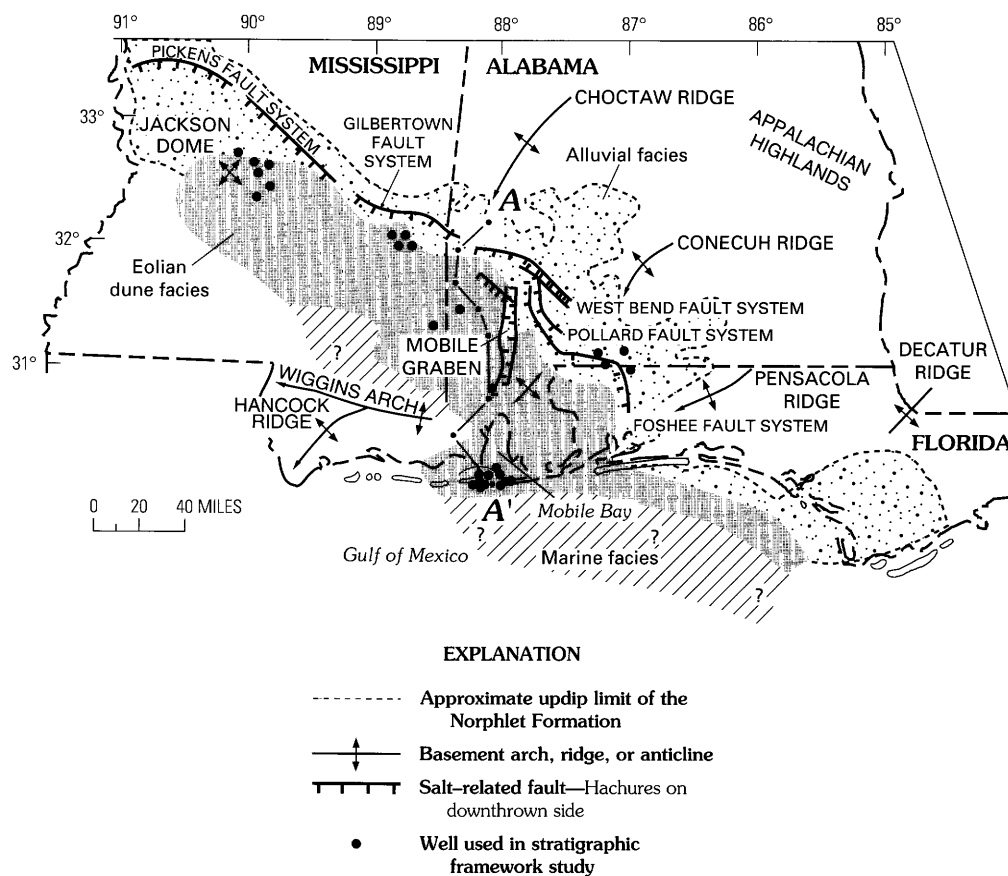 91°
90°
89°
88°
87°
86°
85°
PICKENS FAULT SYSTEM
MISSISSIPPI
ALABAMA
CHOCTAW RIDGE
33°
JACKSON
DOME
GILBERTOWN
FAULT
SYSTEM
Alluvial facies
APPALACHIAN
HIGHLANDS
A
32°
CONECUH RIDGE
Eolian
dune facies
WEST BEND FAULT SYSTEM
POLLARD FAULT SYSTEM
31°
?
MOBILE
GRABEN
DECATUR
RIDGE
WIGGINS ARCH
HANCOCK
RIDGE
PENSACOLA
RIDGE
FOSHEE FAULT SYSTEM
FLORIDA
0 20 40 MILES
A'
Mobile Bay
?
?
Gulf of Mexico
Marine facies
?
EXPLANATION
Approximate updip limit of the
Norphlet Formation
Basement arch, ridge, or anticline
Salt–related fault—Hachures on
downthrown side
Well used in stratigraphic
framework study